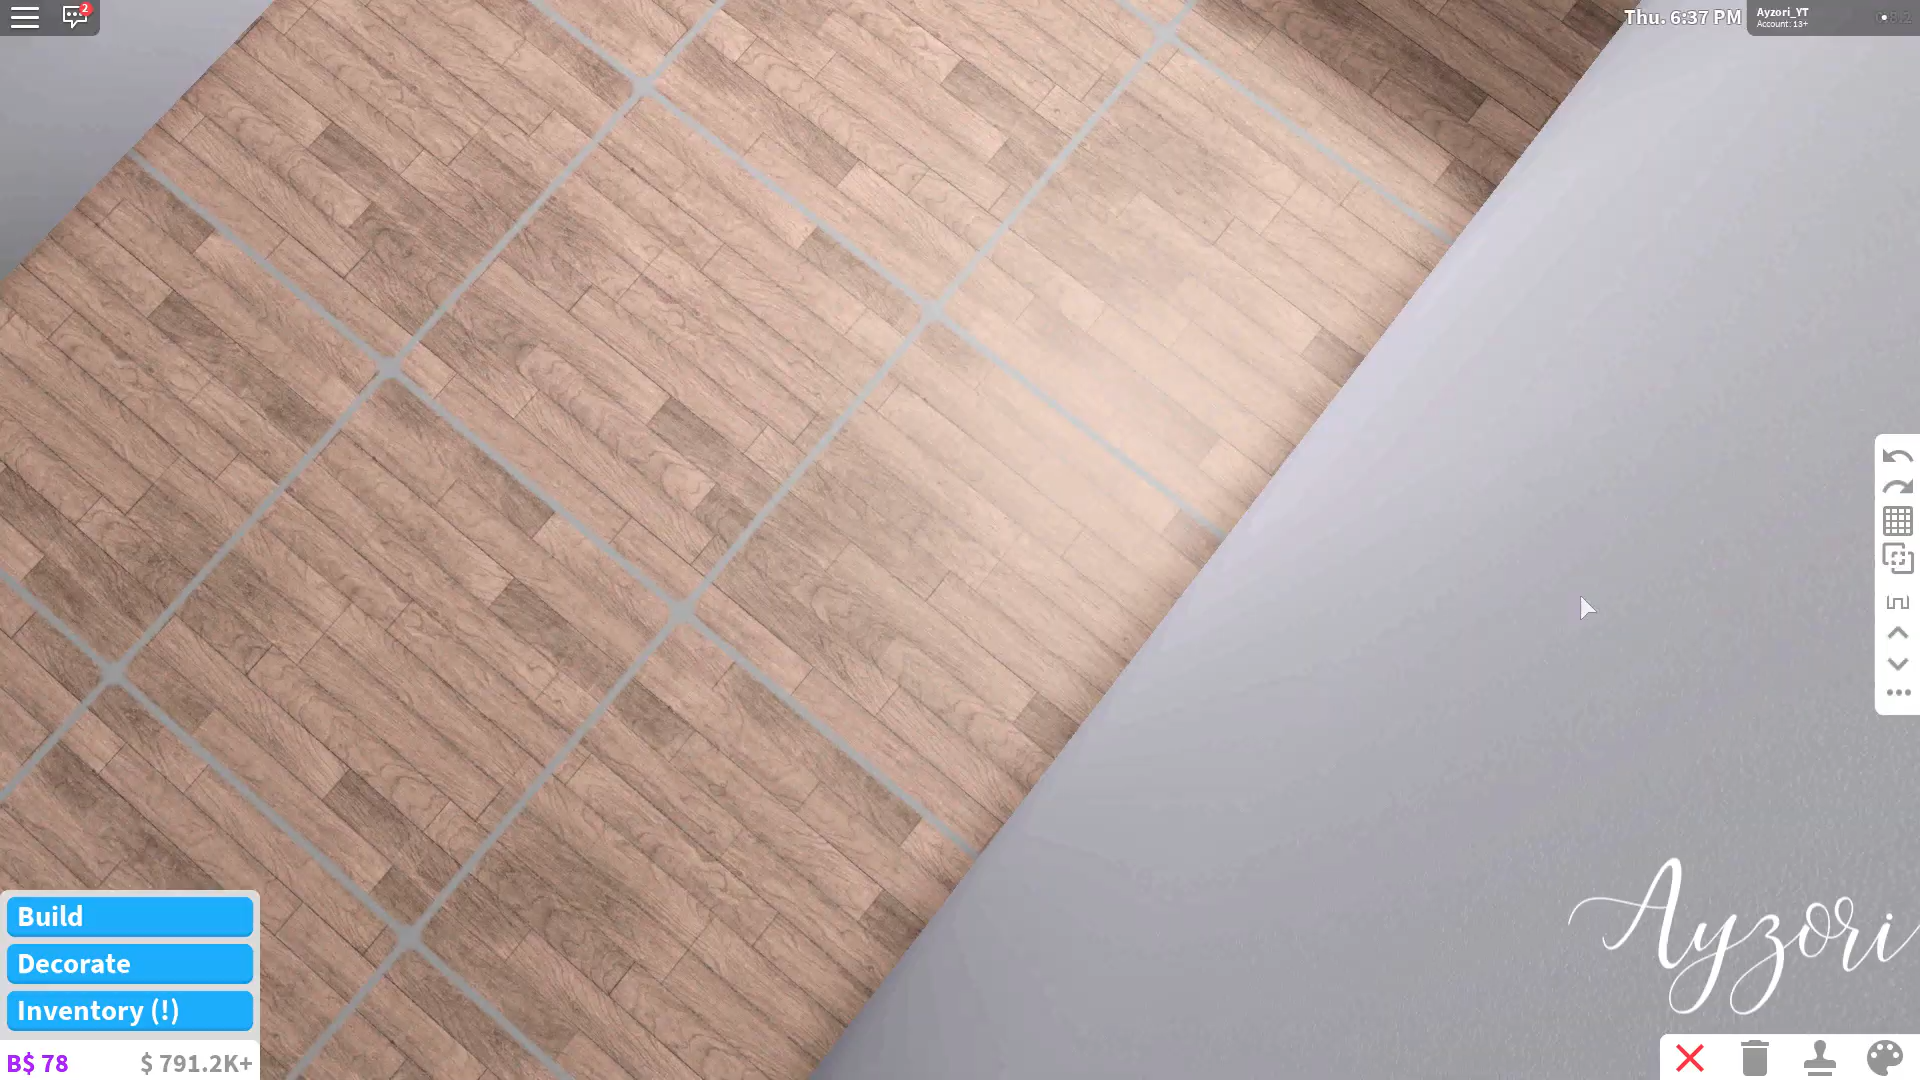 2
Thu. 6:37 PM
Ayzori_YT
Account: 13+
Build
Decorate
Inventory (!)
B$ 78
$ 791.2K+
Ayzori